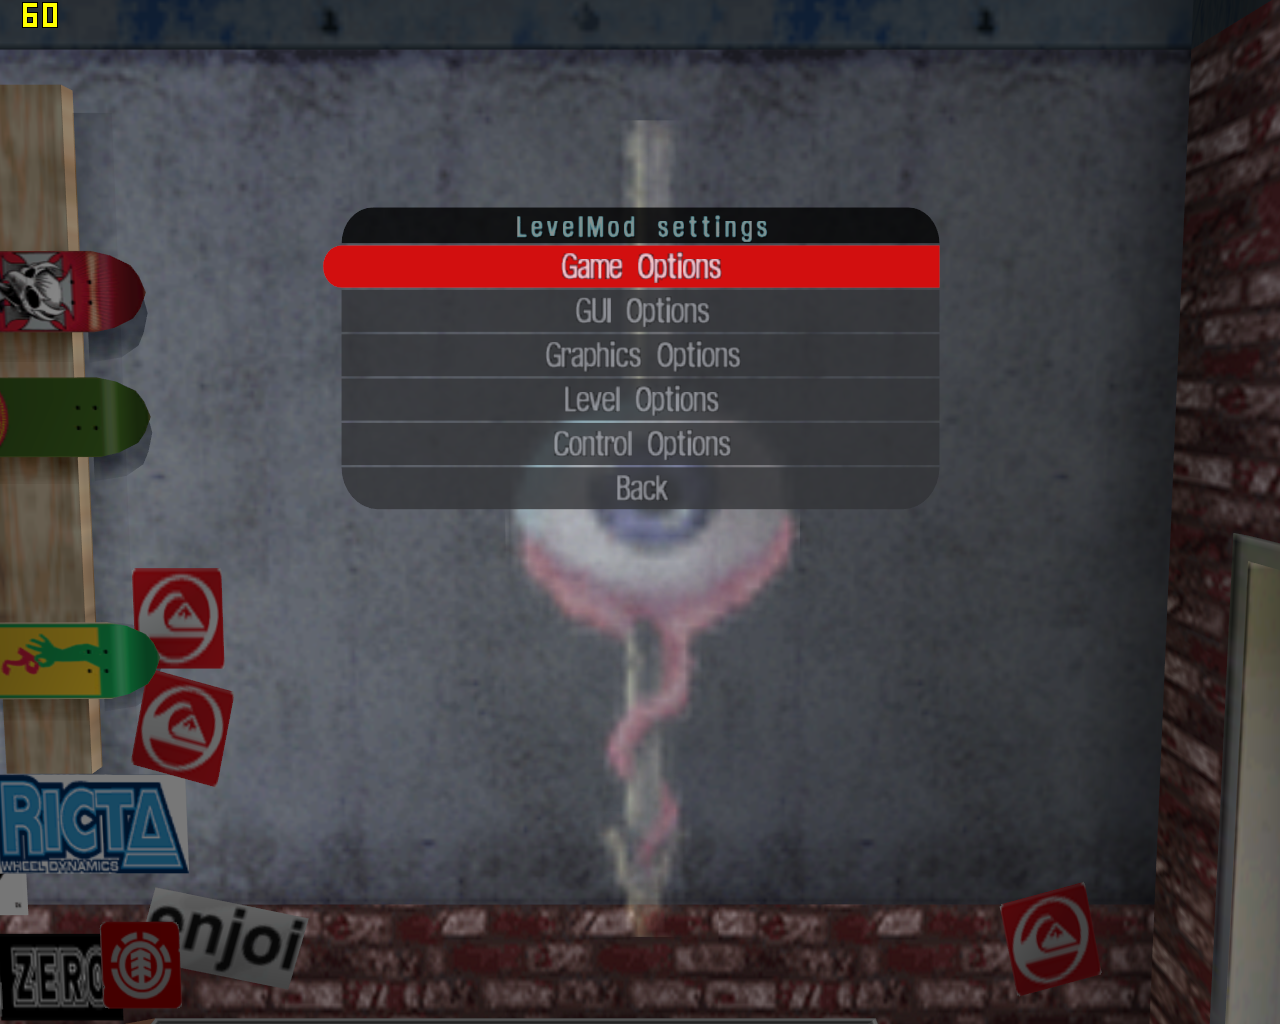 60
LevelMod settings
Game Options
GUI Options
Graphics Options
Level Options
Control Options
Back
RICTA
WHEEL DYNAMICS
enjoi
ZERO